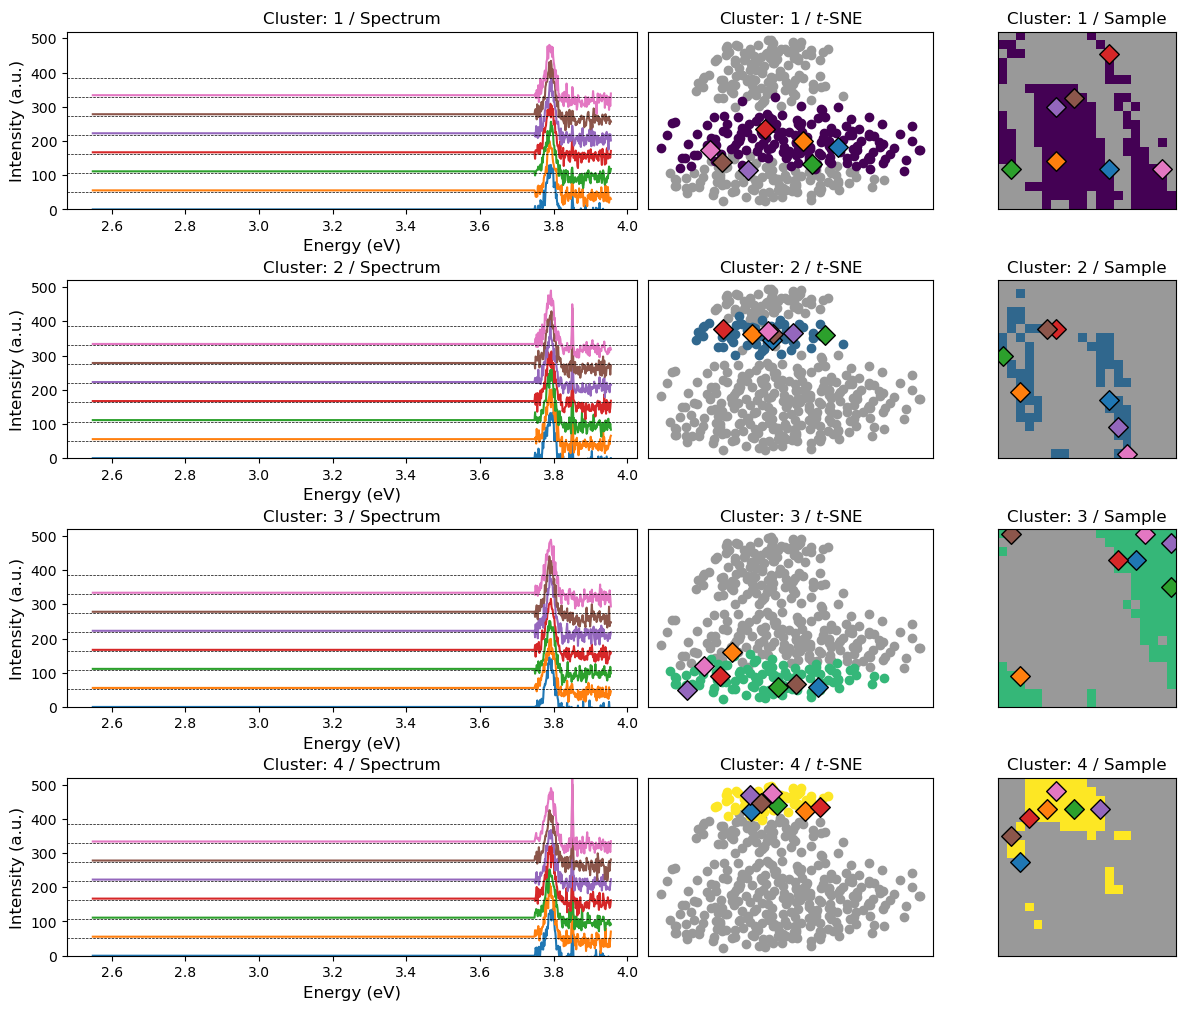 Cluster: 1 / Spectrum
Cluster: 1 / t-SNE
Cluster: 1 / Sample
Intensity (a.u.)
500
400
300
200
100
0
2.6 2.8 3.0 3.2 3.4 3.6 3.8 4.0
Energy (eV)
Cluster: 2 / Spectrum
Cluster: 2 / t-SNE
Cluster: 2 / Sample
Intensity (a.u.)
500
400
300
200
100
0
2.6 2.8 3.0 3.2 3.4 3.6 3.8 4.0
Energy (eV)
Cluster: 3 / Spectrum
Cluster: 3 / t-SNE
Cluster: 3 / Sample
Intensity (a.u.)
500
400
300
200
100
0
2.6 2.8 3.0 3.2 3.4 3.6 3.8 4.0
Energy (eV)
Cluster: 4 / Spectrum
Cluster: 4 / t-SNE
Cluster: 4 / Sample
Intensity (a.u.)
500
400
300
200
100
0
2.6 2.8 3.0 3.2 3.4 3.6 3.8 4.0
Energy (eV)